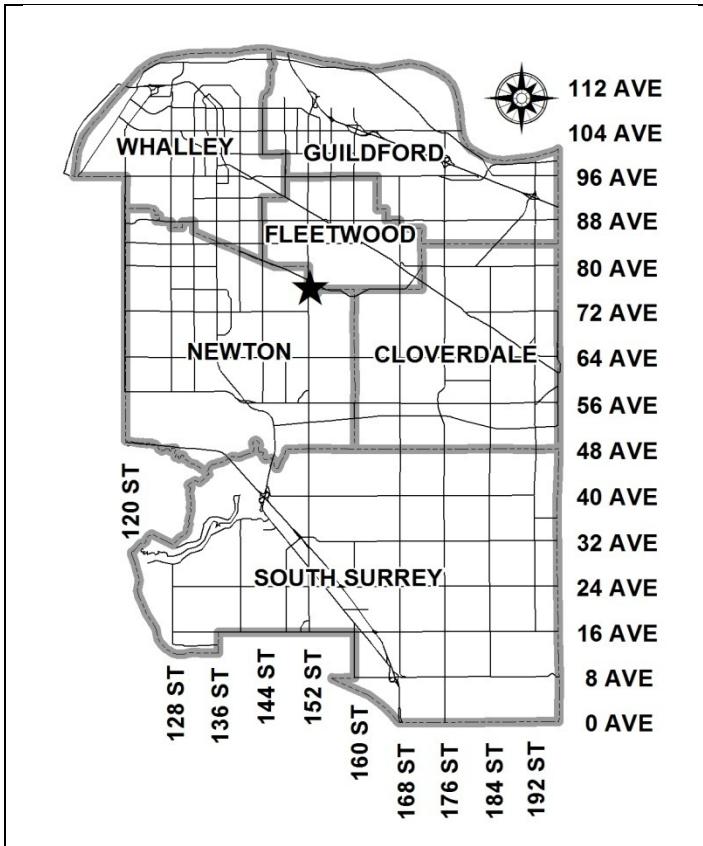 112 AVE
104 AVE
WHALLEY
GUILDFORD
96 AVE
88 AVE
FLEETWOOD
80 AVE
72 AVE
NEWTON
CLOVERDALE
64 AVE
56 AVE
48 AVE
120 ST
40 AVE
32 AVE
SOUTH SURREY
24 AVE
16 AVE
8 AVE
0 AVE
128 ST
136 ST
144 ST
152 ST
160 ST
168 ST
176 ST
184 ST
192 ST